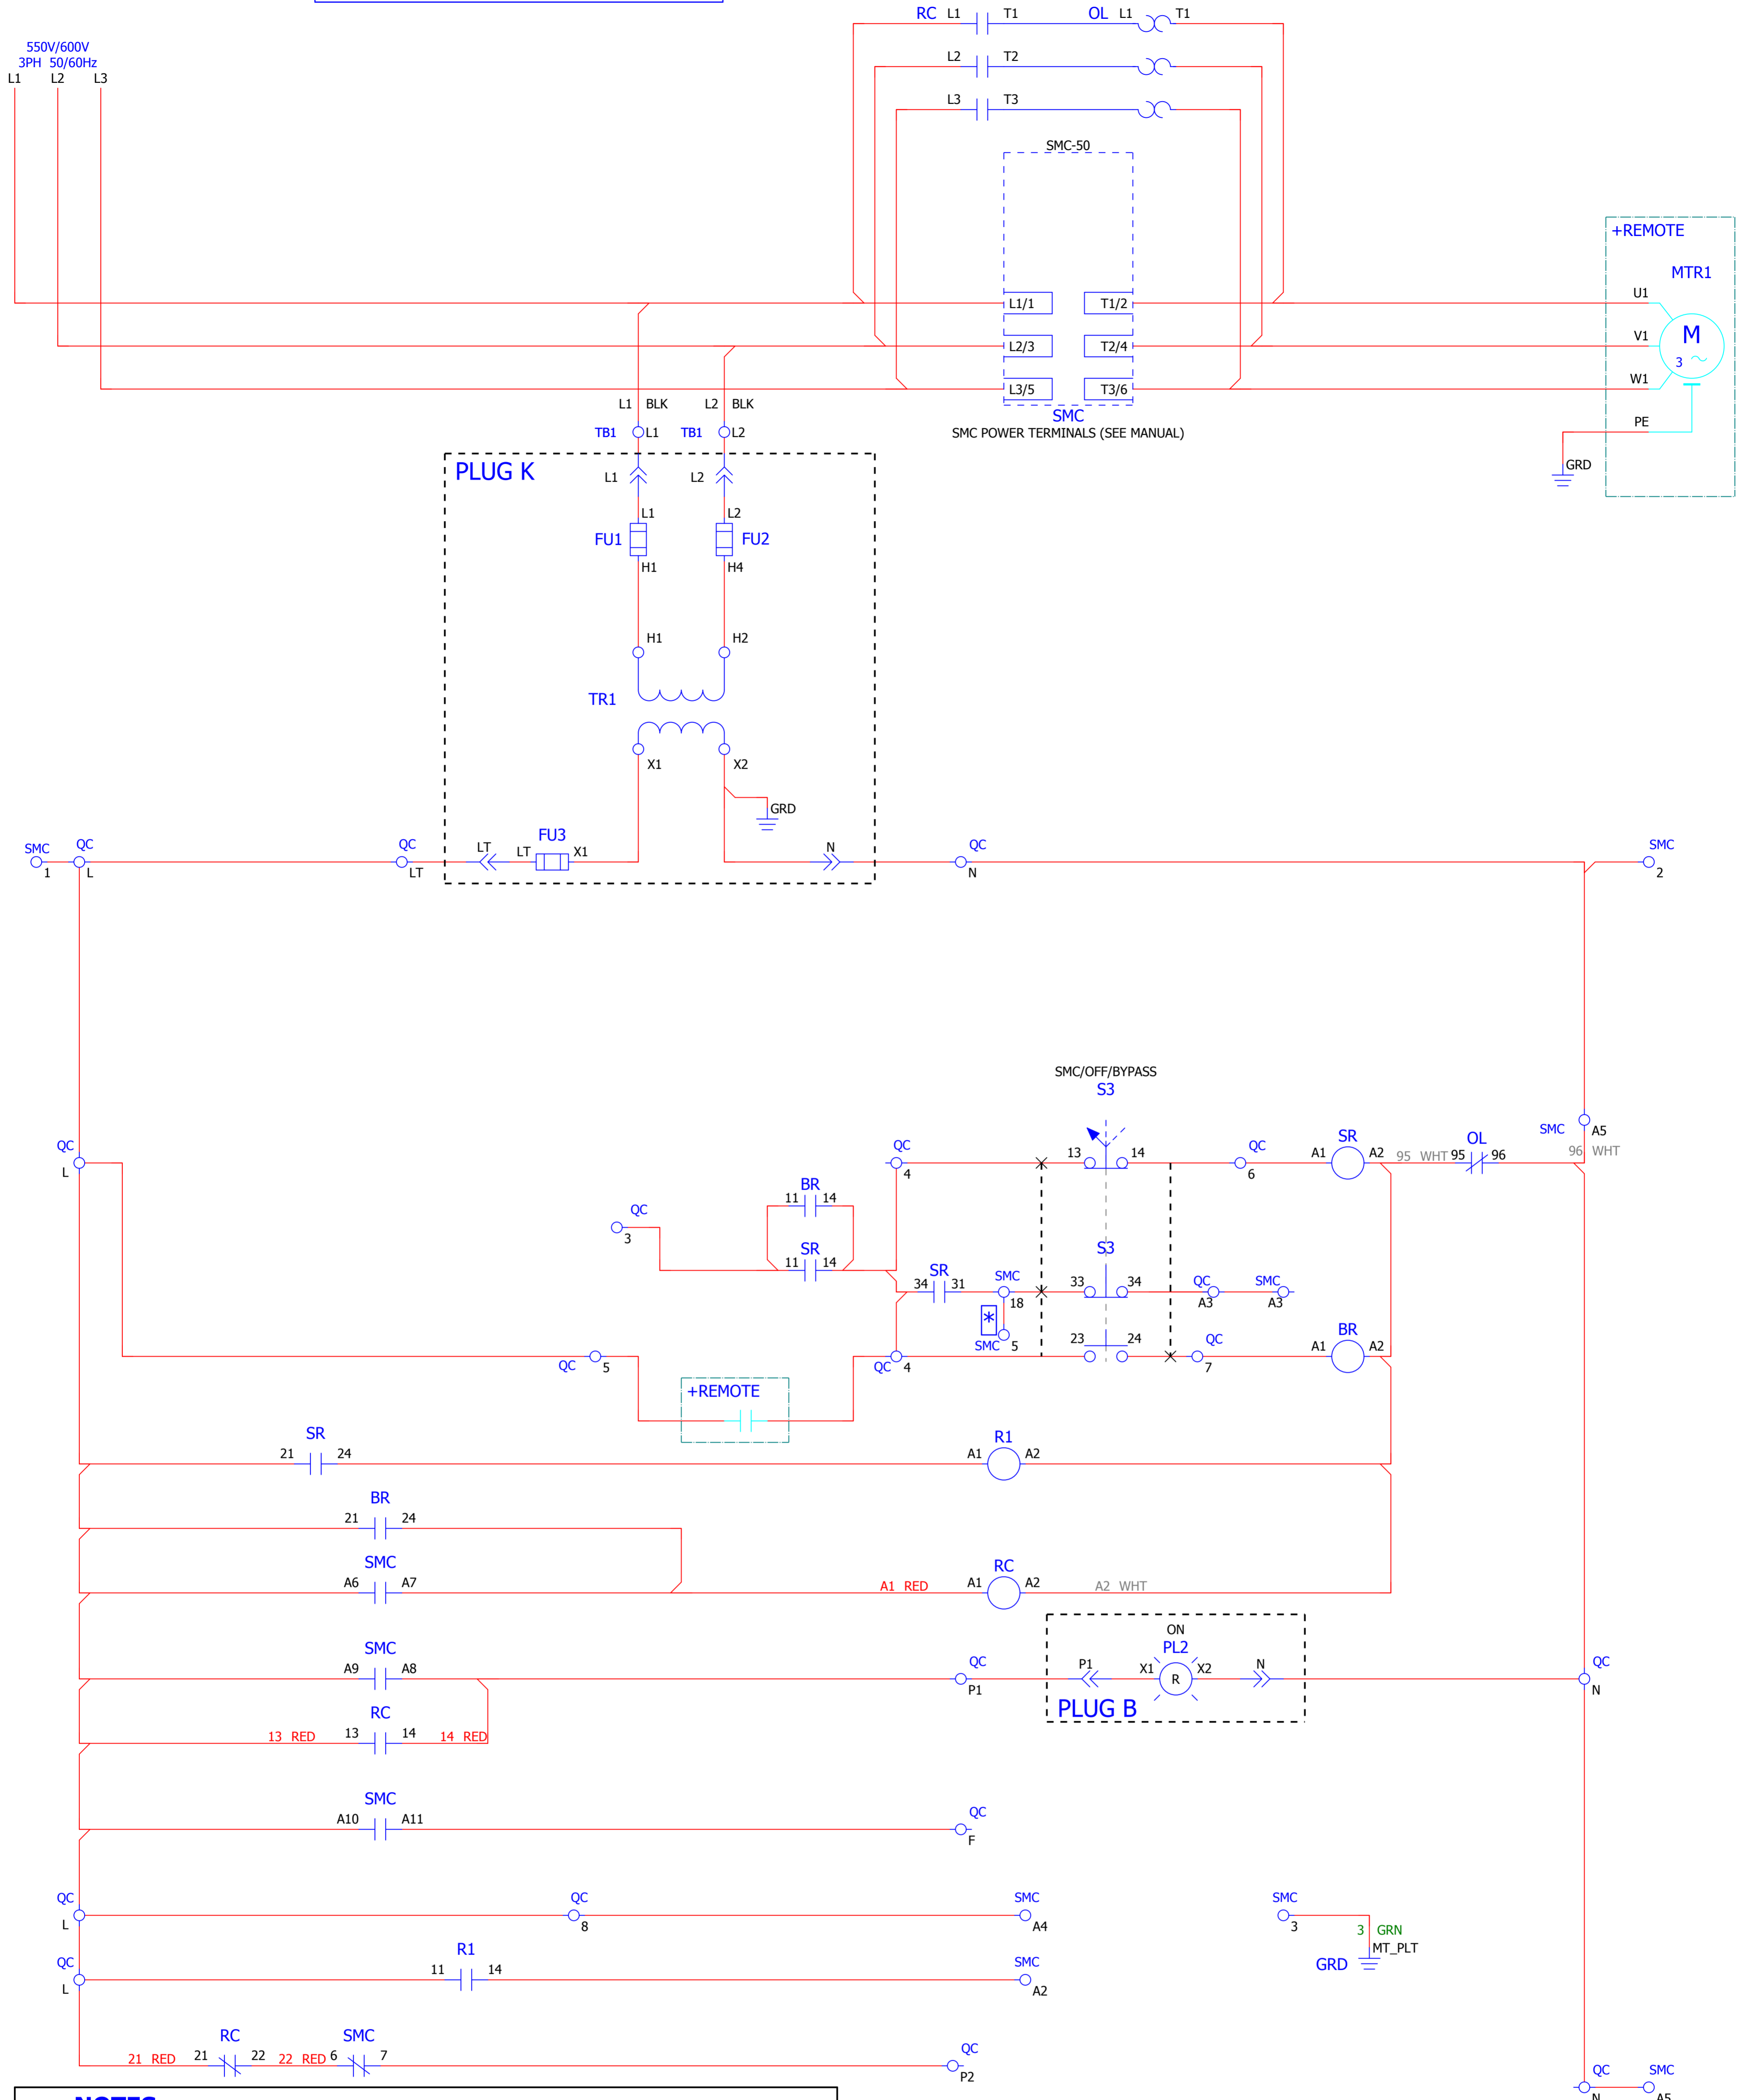 RC L1 T1 OL L1 T1
550V/600V
3PH 50/60Hz
L1 L2 L3
L2 T2
L3 T3
SMC-50
+REMOTE
MTR1
L1/1 T1/2 U1
L2/3 T2/4 V1 M
3
L3/5 T3/6 W1
L1 BLK L2 BLK
SMC
PE
TB1 L1 TB1 L2
SMC POWER TERMINALS (SEE MANUAL)
PLUG K
GRD
L1 L2
L1 L2
FU1 FU2
H1 H4
H1 H2
TR1
X1 X2
GRD
FU3
SMC QC QC LT LT X1 N QC SMC
1 L LT N 2
SMC/OFF/BYPASS
S3
SMC A5
QC QC 13 14 QC SR OL
L 4 6 A1 A2 95 WHT 95 96 96 WHT
BR
11 14
QC
3
SR S3
11 14
SR SMC
34 31 33 34 QC SMC
18 A3 A3
*
SMC 5 23 24 QC BR
QC 5 QC 4 7 A1 A2
+REMOTE
SR R1
21 24 A1 A2
BR
21 24
SMC RC
A6 A7 A1 RED A1 A2 A2 WHT
ON
SMC PL2
A9 A8 QC P1 X1 R X2 N QC
P1 N
RC PLUG B
13 RED 13 14 14 RED
SMC QC
A10 A11 F
QC QC SMC SMC
L 8 A4 3
3 GRN
R1 MT_PLT
QC 11 14 SMC GRD
L A2
RC SMC
21 RED 21 22 22 RED 6 7 QC
P2
QC SMC
N A5
NOTES